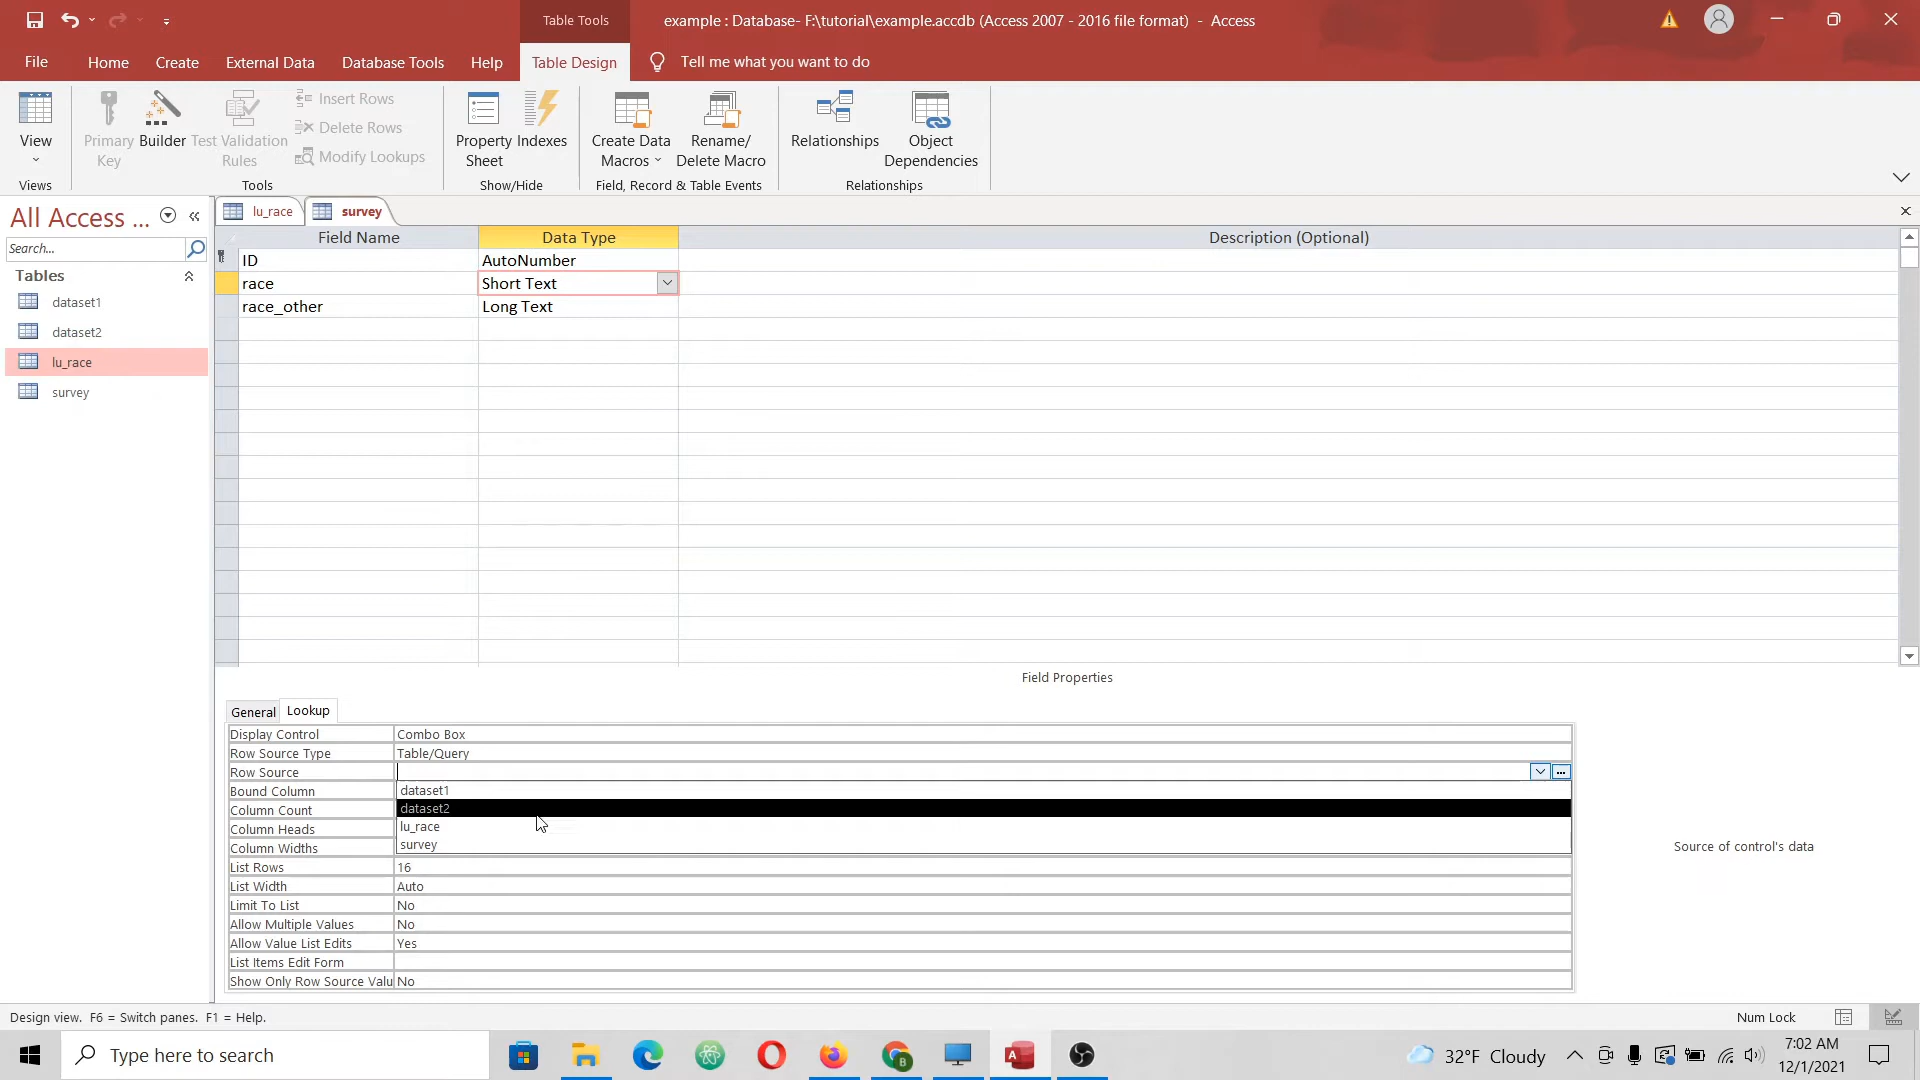 Table Tools
example : Database- F:\tutorial\example.accdb (Access 2007 - 2016 file format)  -  Access
File Home Create External Data Database Tools Help Table Design Tell me what you want to do
View
Primary Key
Builder
Test Validation Rules
Insert Rows
Delete Rows
Modify Lookups
Property Sheet
Indexes
Create Data Macros
Rename/ Delete Macro
Relationships
Object Dependencies
Views
Tools
Show/Hide
Field, Record & Table Events
Relationships
All Access ...
Search...
Tables
dataset1
dataset2
lu_race
survey
lu_race
survey
Field Name Data Type Description (Optional)
ID AutoNumber
race Short Text
race_other Long Text
Field Properties
General Lookup
Display Control Combo Box
Row Source Type Table/Query
Row Source
Bound Column
Column Count
Column Heads
Column Widths
dataset1
dataset2
lu_race
survey
List Rows 16
List Width Auto
Limit To List No
Allow Multiple Values No
Allow Value List Edits Yes
List Items Edit Form
Show Only Row Source Valu No
Source of control's data
Design view.  F6 = Switch panes.  F1 = Help.
Num Lock
Type here to search
32°F Cloudy
7:02 AM
12/1/2021